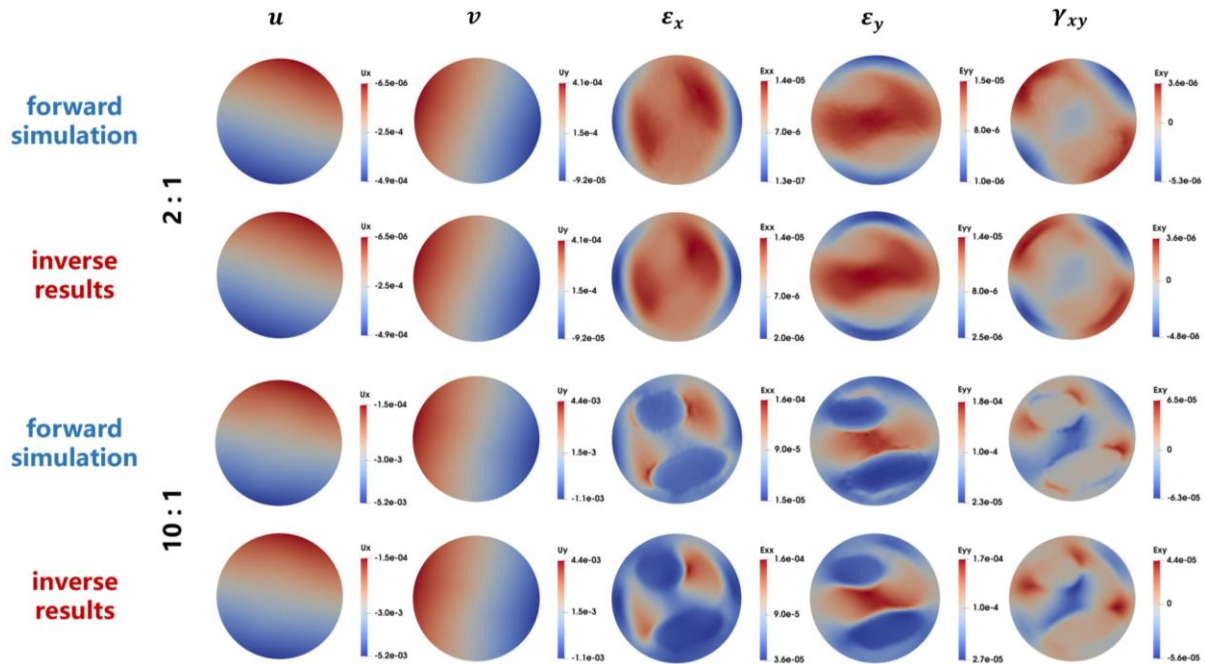 u v εx εy γxy
forward simulation
2 : 1
Ux
-6.5e-06
-2.5e-4
-4.9e-04
Uy
4.1e-04
1.5e-4
-9.2e-05
Exx
1.4e-05
7.0e-6
1.3e-07
Eyy
1.5e-05
8.0e-6
1.0e-06
Exy
3.6e-06
0
-5.3e-06
inverse results
Ux
-6.5e-06
-2.5e-4
-4.9e-04
Uy
4.1e-04
1.5e-4
-9.2e-05
Exx
1.4e-05
7.0e-6
2.0e-06
Eyy
1.4e-05
8.0e-6
2.5e-06
Exy
3.6e-06
0
-4.8e-06
forward simulation
10 : 1
Ux
-1.5e-04
-3.0e-3
-5.2e-03
Uy
4.4e-03
1.5e-3
-1.1e-03
Exx
1.6e-04
9.0e-5
1.5e-05
Eyy
1.8e-04
1.0e-4
2.3e-05
Exy
6.5e-05
0
-6.3e-05
inverse results
Ux
-1.5e-04
-3.0e-3
-5.2e-03
Uy
4.4e-03
1.5e-3
-1.1e-03
Exx
1.6e-04
9.0e-5
3.6e-05
Eyy
1.7e-04
1.0e-4
2.7e-05
Exy
4.4e-05
0
-5.6e-05